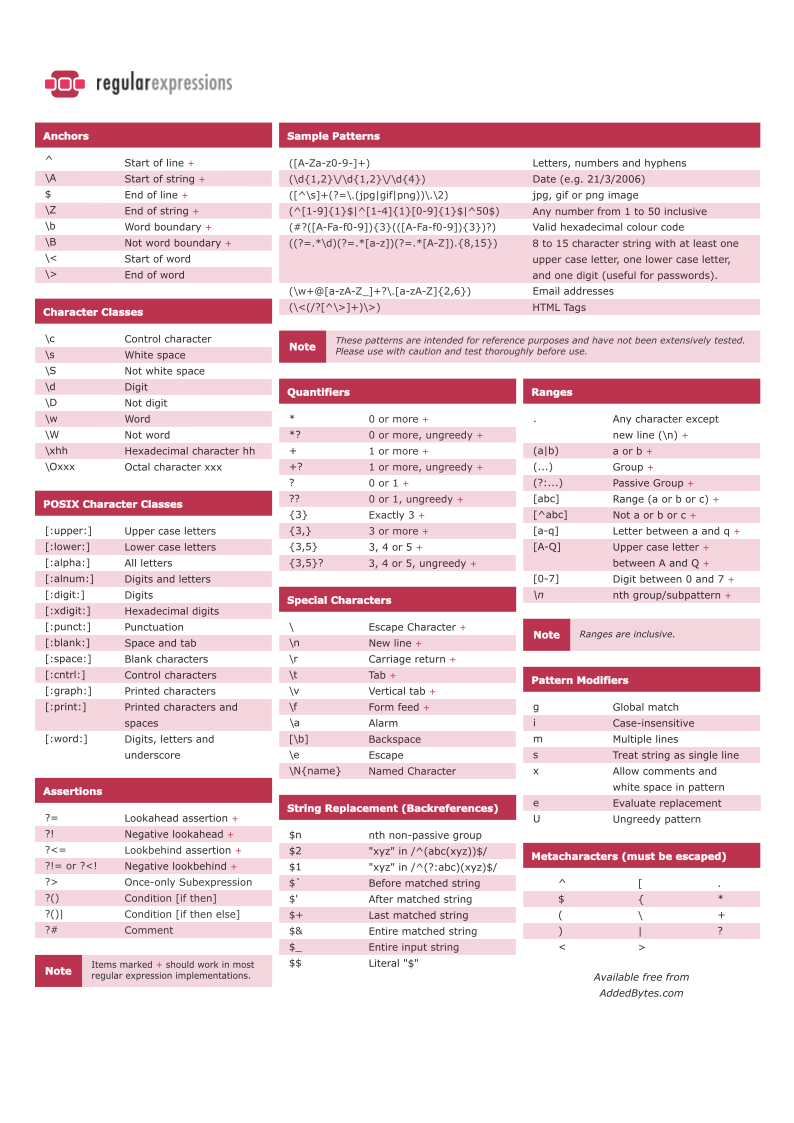 regularexpressions
Anchors
^ Start of line +
\A Start of string +
$ End of line +
\Z End of string +
\b Word boundary +
\B Not word boundary +
\< Start of word
\> End of word
Character Classes
\c Control character
\s White space
\S Not white space
\d Digit
\D Not digit
\w Word
\W Not word
\xhh Hexadecimal character hh
\Oxxx Octal character xxx
POSIX Character Classes
[:upper:] Upper case letters
[:lower:] Lower case letters
[:alpha:] All letters
[:alnum:] Digits and letters
[:digit:] Digits
[:xdigit:] Hexadecimal digits
[:punct:] Punctuation
[:blank:] Space and tab
[:space:] Blank characters
[:cntrl:] Control characters
[:graph:] Printed characters
[:print:] Printed characters and
spaces
[:word:] Digits, letters and
underscore
Assertions
?= Lookahead assertion +
?! Negative lookahead +
?<= Lookbehind assertion +
?!= or ?<! Negative lookbehind +
?> Once-only Subexpression
?() Condition [if then]
?()| Condition [if then else]
?# Comment
Note
Items marked + should work in most
regular expression implementations.
Sample Patterns
([A-Za-z0-9-]+) Letters, numbers and hyphens
(\d{1,2}\/\d{1,2}\/\d{4}) Date (e.g. 21/3/2006)
([^\s]+(?=\.(jpg|gif|png))\.\2) jpg, gif or png image
(^[1-9]{1}$|^[1-4]{1}[0-9]{1}$|^50$) Any number from 1 to 50 inclusive
(#?([A-Fa-f0-9]){3}(([A-Fa-f0-9]){3})?) Valid hexadecimal colour code
((?=.*\d)(?=.*[a-z])(?=.*[A-Z]).{8,15}) 8 to 15 character string with at least one
upper case letter, one lower case letter,
and one digit (useful for passwords).
(\w+@[a-zA-Z_]+?\.[a-zA-Z]{2,6}) Email addresses
(\<(/?[^\>]+)\>) HTML Tags
Note
These patterns are intended for reference purposes and have not been extensively tested.
Please use with caution and test thoroughly before use.
Quantifiers
* 0 or more +
*? 0 or more, ungreedy +
+ 1 or more +
+? 1 or more, ungreedy +
? 0 or 1 +
?? 0 or 1, ungreedy +
{3} Exactly 3 +
{3,} 3 or more +
{3,5} 3, 4 or 5 +
{3,5}? 3, 4 or 5, ungreedy +
Special Characters
\ Escape Character +
\n New line +
\r Carriage return +
\t Tab +
\v Vertical tab +
\f Form feed +
\a Alarm
[\b] Backspace
\e Escape
\N{name} Named Character
String Replacement (Backreferences)
$n nth non-passive group
$2 "xyz" in /^(abc(xyz))$/
$1 "xyz" in /^(?:abc)(xyz)$/
$` Before matched string
$' After matched string
$+ Last matched string
$& Entire matched string
$_ Entire input string
$$ Literal "$"
Ranges
. Any character except
new line (\n) +
(a|b) a or b +
(...) Group +
(?:...) Passive Group +
[abc] Range (a or b or c) +
[^abc] Not a or b or c +
[a-q] Letter between a and q +
[A-Q] Upper case letter +
between A and Q +
[0-7] Digit between 0 and 7 +
\n nth group/subpattern +
Note
Ranges are inclusive.
Pattern Modifiers
g Global match
i Case-insensitive
m Multiple lines
s Treat string as single line
x Allow comments and
white space in pattern
e Evaluate replacement
U Ungreedy pattern
Metacharacters (must be escaped)
^ [ .
$ { *
( \ +
) | ?
< >
Available free from
AddedBytes.com